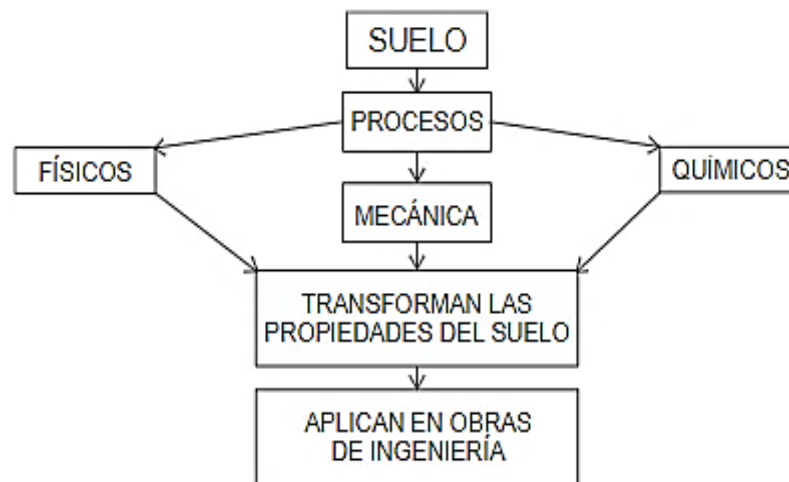 SUELO
PROCESOS
FÍSICOS
QUÍMICOS
MECÁNICA
TRANSFORMAN LAS
PROPIEDADES DEL SUELO
APLICAN EN OBRAS
DE INGENIERÍA